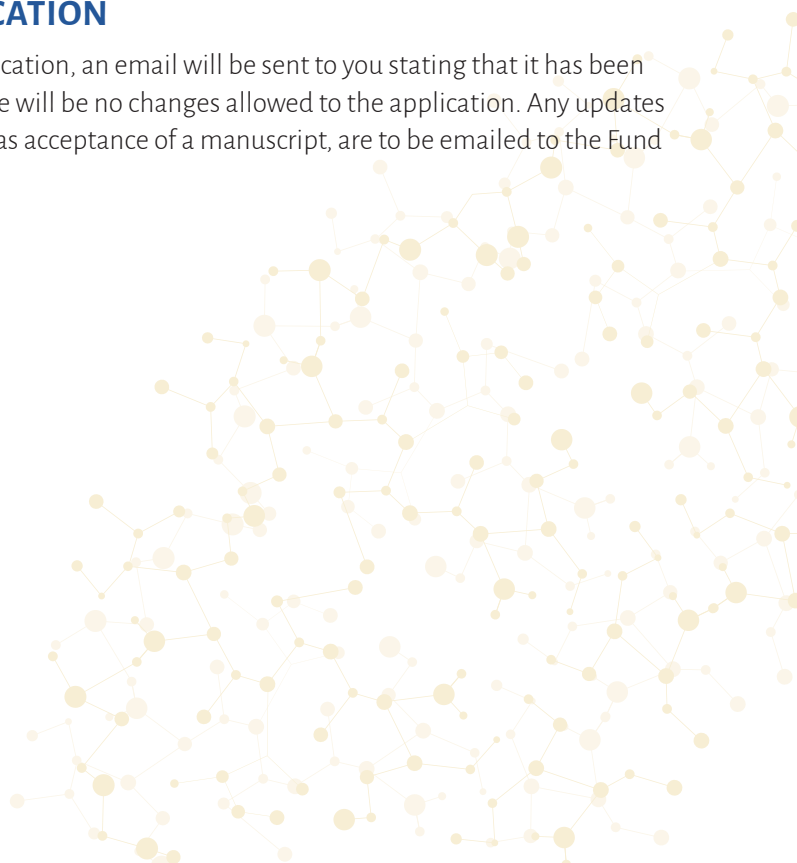 CATION
cation, an email will be sent to you stating that it has been
e will be no changes allowed to the application. Any updates
as acceptance of a manuscript, are to be emailed to the Fund